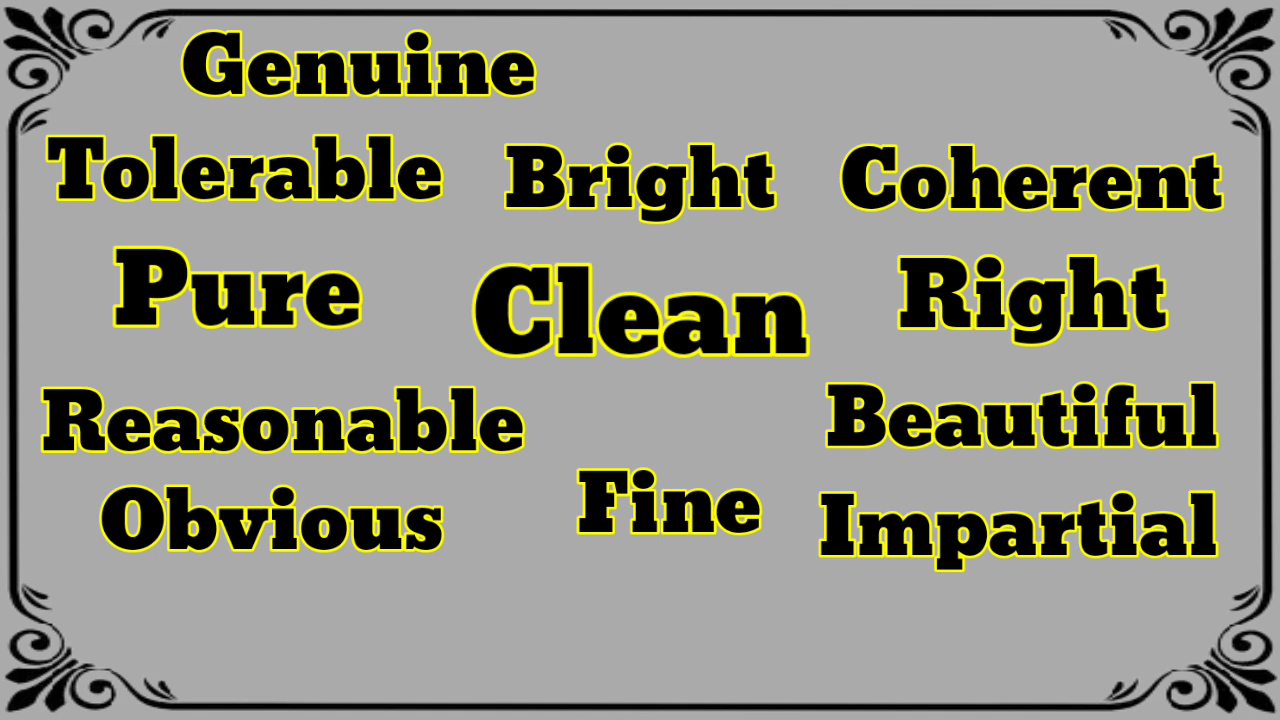 Genuine
Tolerable Bright Coherent
Pure Clean Right
Reasonable Beautiful
Obvious Fine Impartial